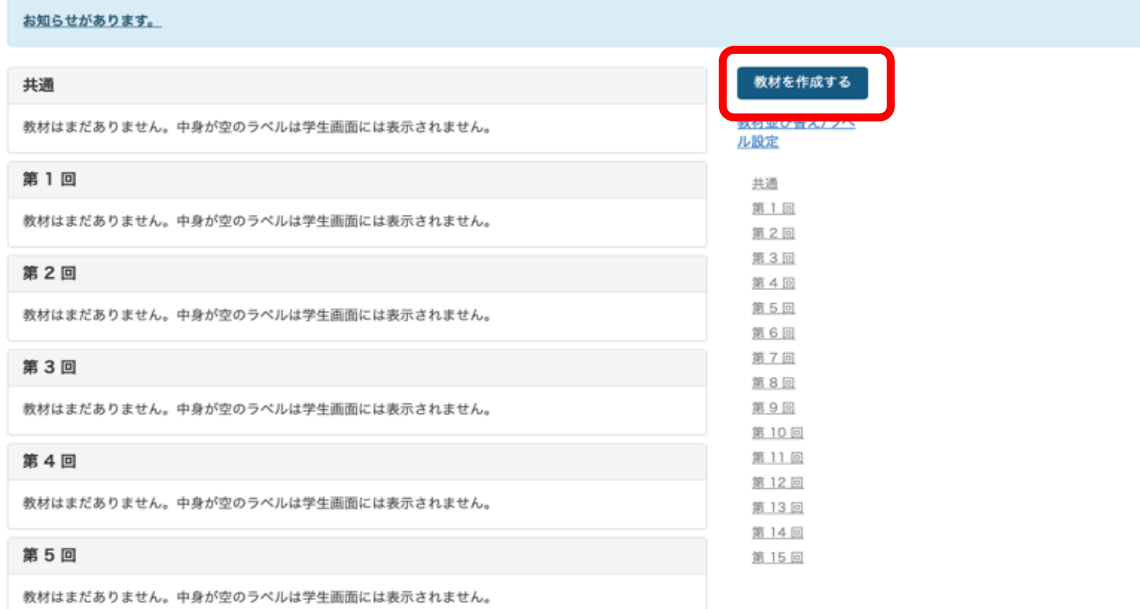 お知らせがあります。
共通
教材はまだありません。中身が空のラベルは学生画面には表示されません。
第 1 回
教材はまだありません。中身が空のラベルは学生画面には表示されません。
第 2 回
教材はまだありません。中身が空のラベルは学生画面には表示されません。
第 3 回
教材はまだありません。中身が空のラベルは学生画面には表示されません。
第 4 回
教材はまだありません。中身が空のラベルは学生画面には表示されません。
第 5 回
教材はまだありません。中身が空のラベルは学生画面には表示されません。
教材を作成する
教材並び替え/ラベ
ル設定
共通
第 1 回
第 2 回
第 3 回
第 4 回
第 5 回
第 6 回
第 7 回
第 8 回
第 9 回
第 10 回
第 11 回
第 12 回
第 13 回
第 14 回
第 15 回